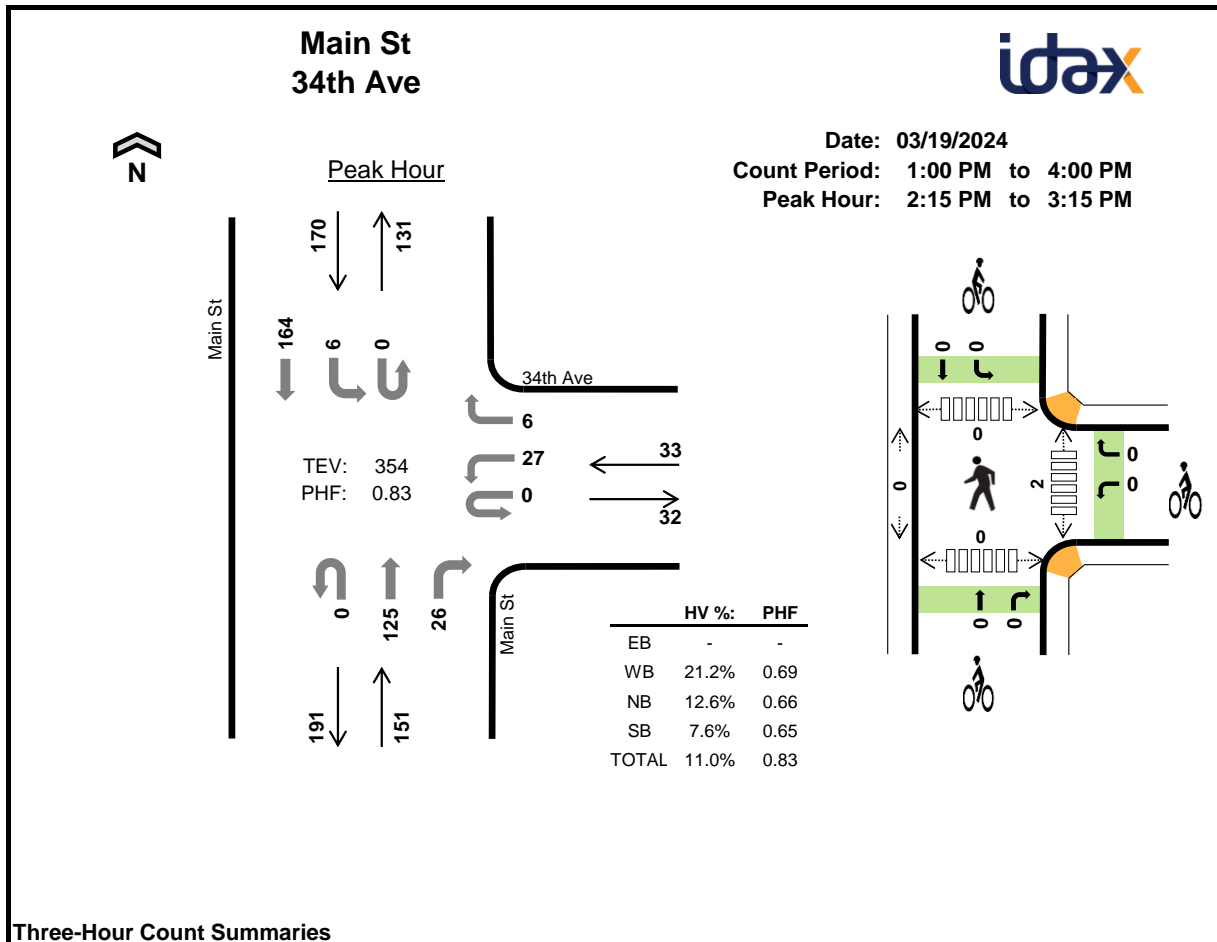 Main St
34th Ave
idax
Date: 03/19/2024
Count Period: 1:00 PM to 4:00 PM
Peak Hour: 2:15 PM to 3:15 PM
N
Peak Hour
170
131
Main St
164
6
0
34th Ave
6
27
0
33
32
TEV: 354
PHF: 0.83
0
125
26
Main St
191
151
HV %: PHF
EB - -
WB 21.2% 0.69
NB 12.6% 0.66
SB 7.6% 0.65
TOTAL 11.0% 0.83
0
0
0
0
0
0
2
0
0
0
Three-Hour Count Summaries